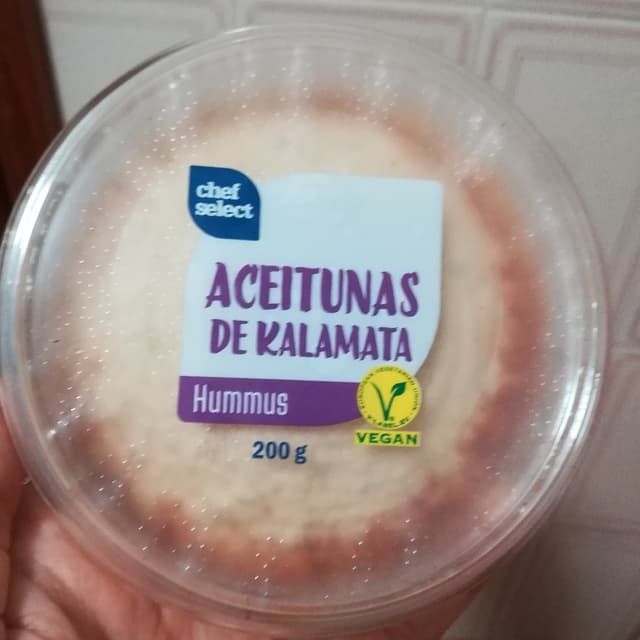 chef
select
ACEITUNAS
DE KALAMATA
Hummus
VEGAN
200 g